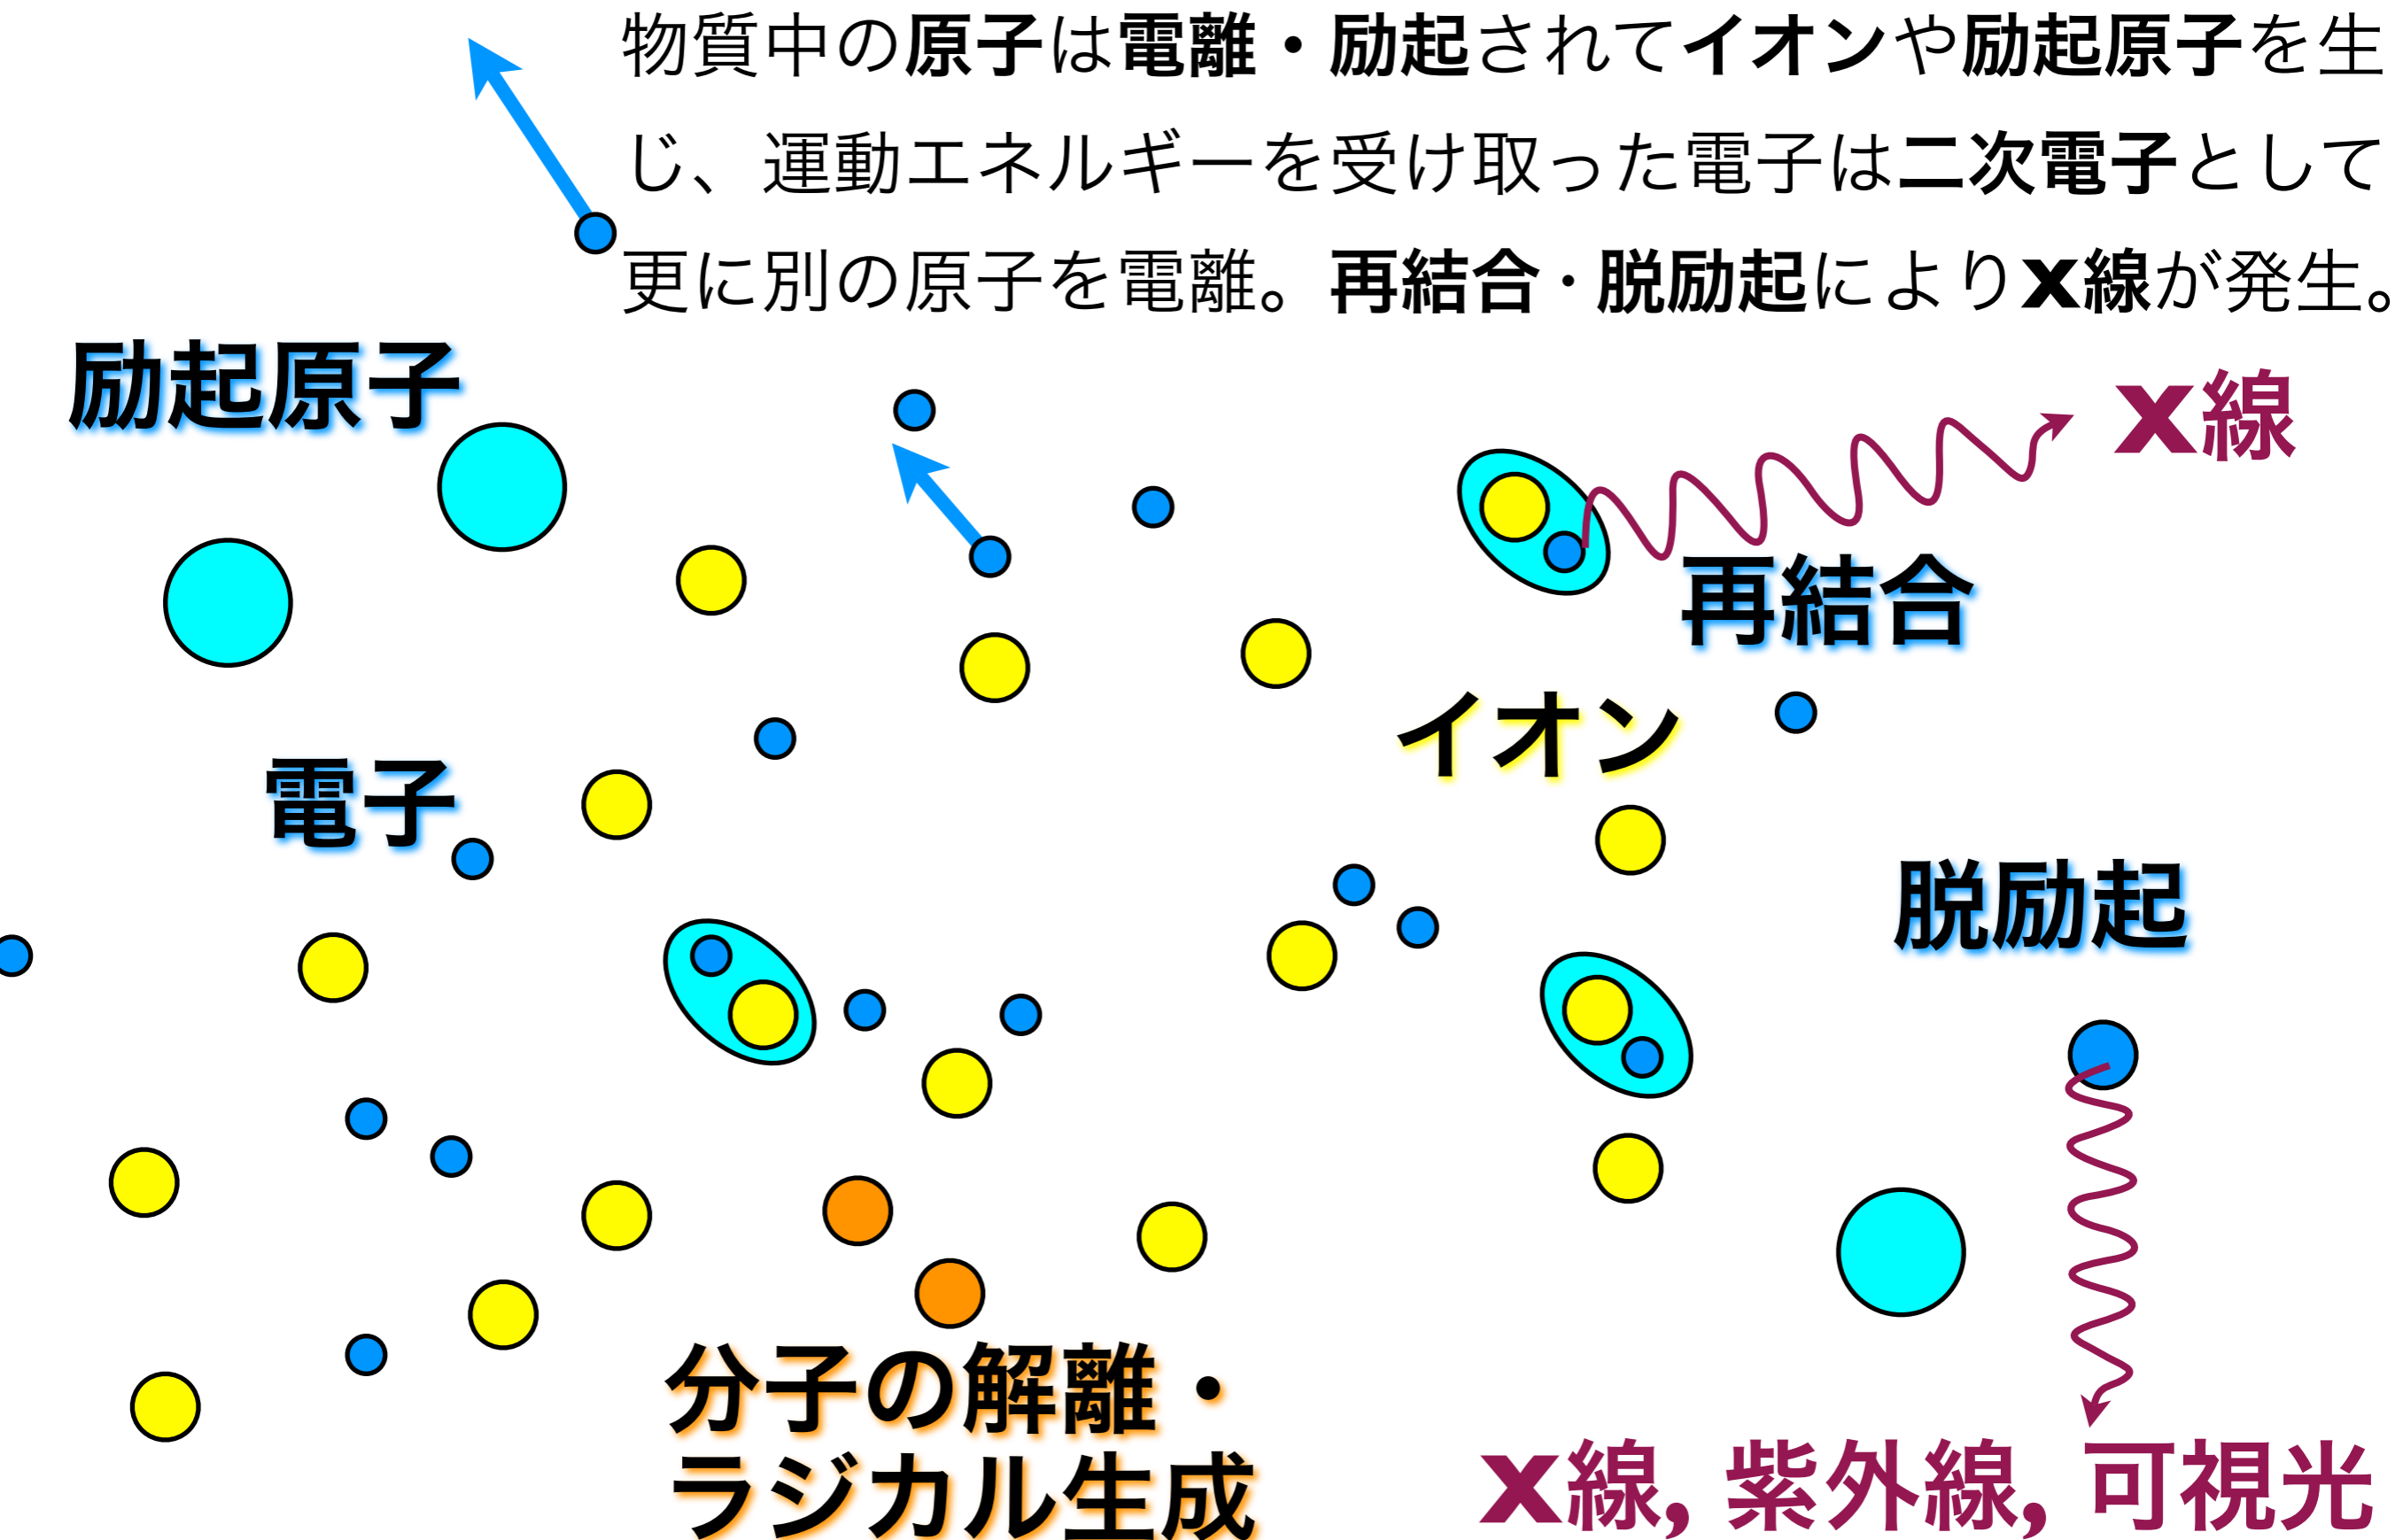 物質中の原子は電離・励起されてイオンや励起原子を生
じ、運動エネルギーを受け取った電子は二次電子として
更に別の原子を電離。再結合・脱励起によりX線が発生。
励起原子
X線
再結合
イオン
電子
脱励起
分子の解離・
ラジカル生成
X線, 紫外線, 可視光